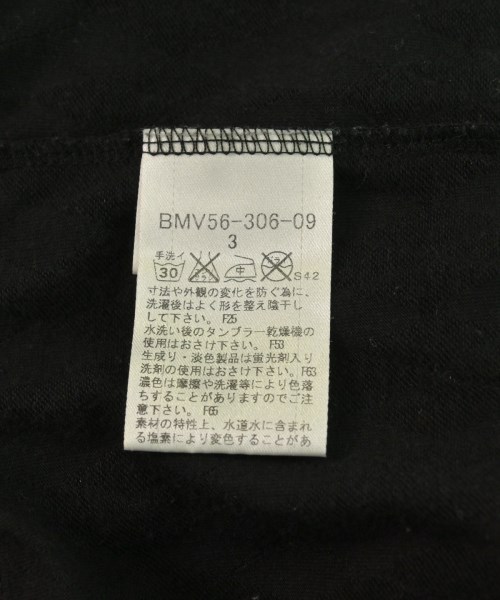 BMV56-306-09
3
手洗イ
30 中 ドライ S42
寸法や外観の変化を防ぐ為に、
洗濯後はよく形を整え陰干し
して下さい。F25
水洗い後のタンブラー乾燥機の
使用はおさけ下さい。F53
生成り・淡色製品は蛍光剤入り
洗剤の使用はおさけ下さい。F63
濃色は摩擦や洗濯等により色落
ちすることがありますのでご注
意下さい。F65
素材の特性上、水道水に含まれ
る塩素により変色することがあ